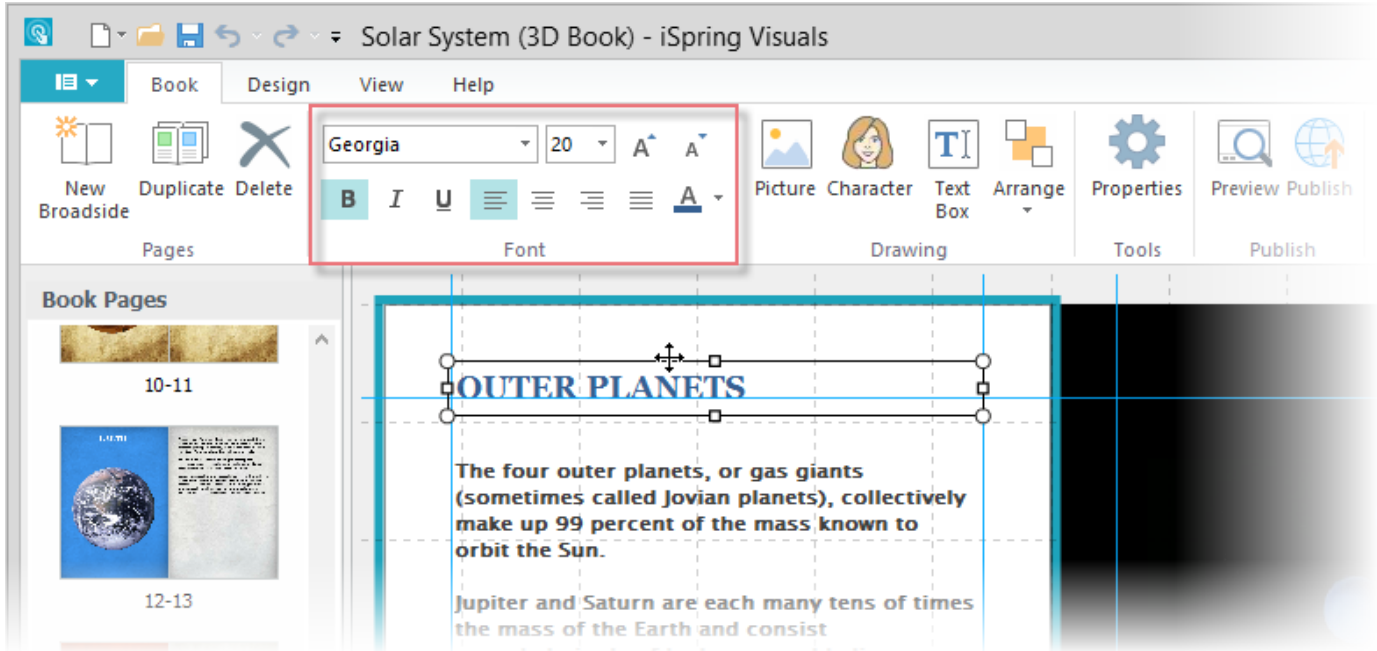 Solar System (3D Book) - iSpring Visuals
Book Design View Help
Georgia 20 A A
New Broadside Duplicate Delete
B I U A
Picture Character Text Box Arrange Properties Preview Publish
Pages Font Drawing Tools Publish
Book Pages
10-11
12-13
OUTER PLANETS
The four outer planets, or gas giants
(sometimes called Jovian planets), collectively
make up 99 percent of the mass known to
orbit the Sun.
Jupiter and Saturn are each many tens of times
the mass of the Earth and consist